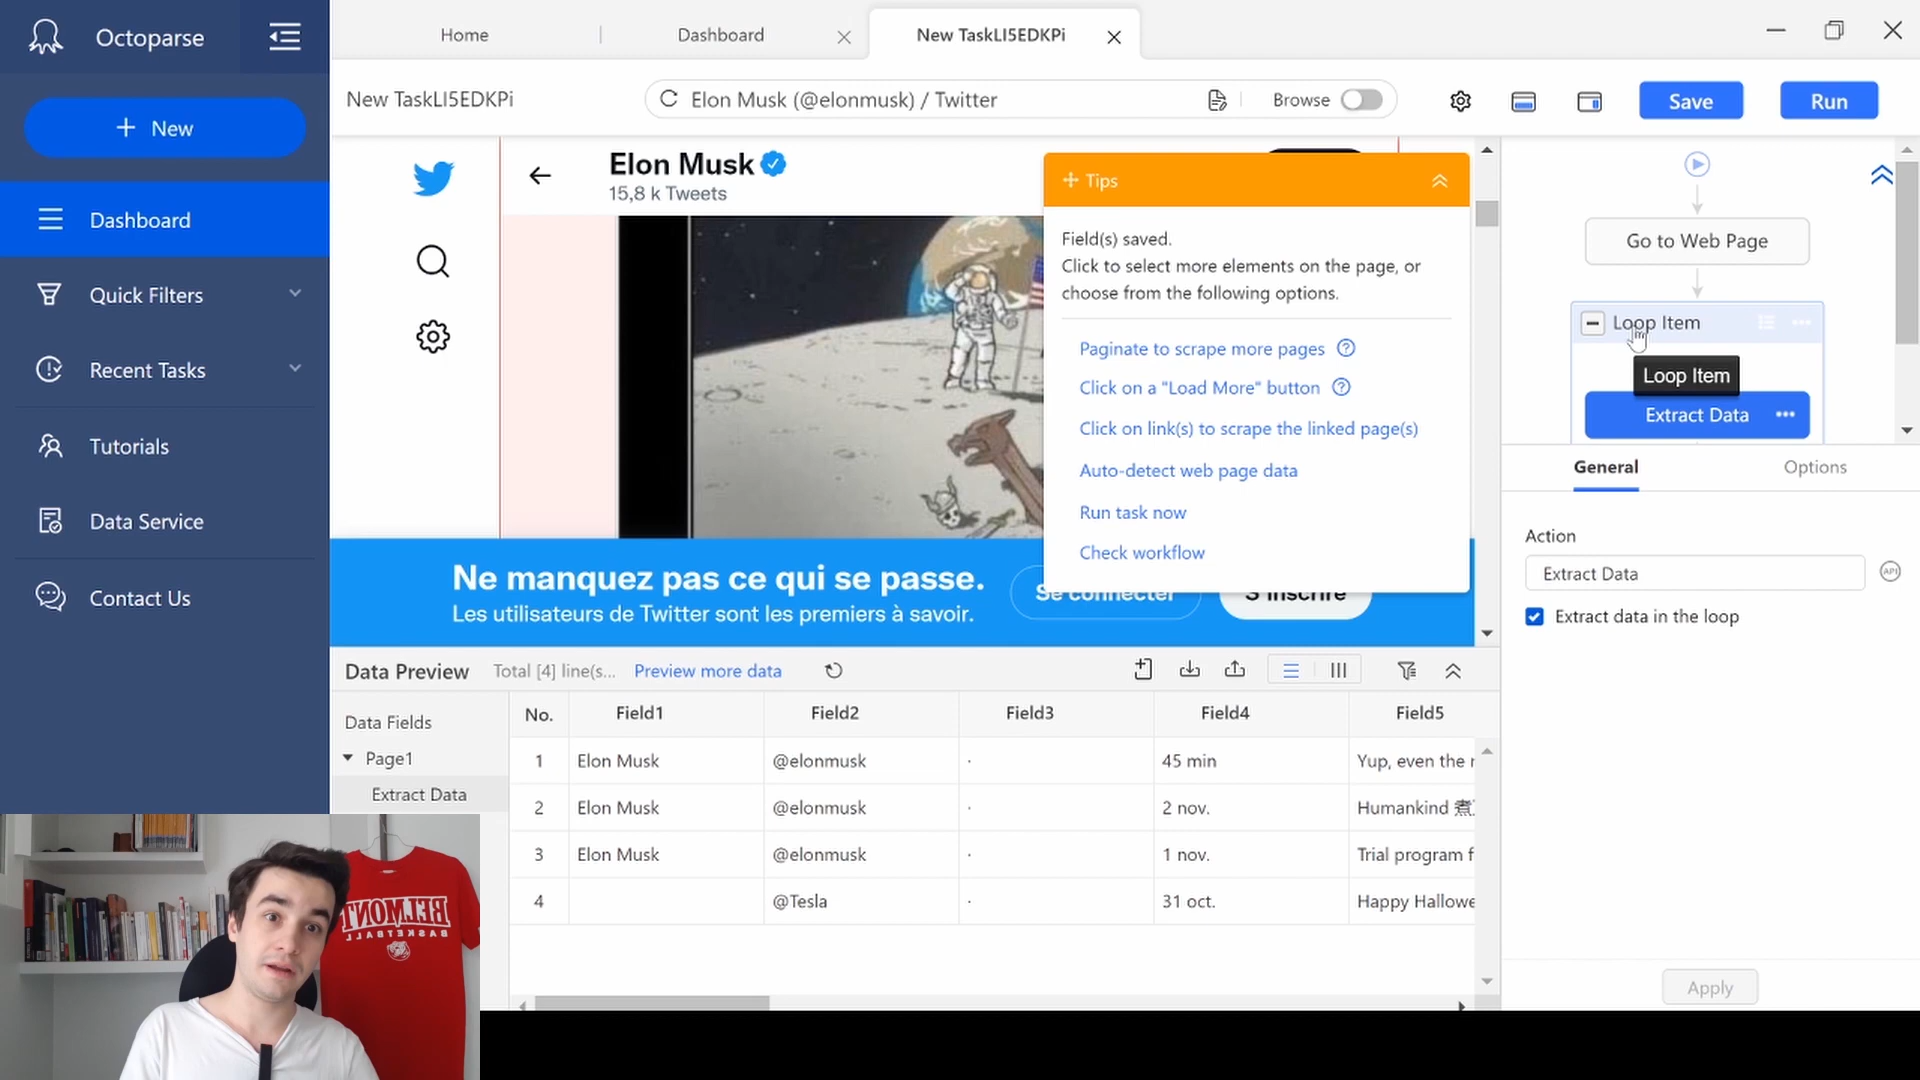 Octoparse
Home
Dashboard
New TaskLI5EDKPi
New
New TaskLI5EDKPi
Elon Musk (@elonmusk) / Twitter
Browse
Save
Run
Dashboard
Quick Filters
Recent Tasks
Tutorials
Data Service
Contact Us
Elon Musk
15,8 k Tweets
Tips
Field(s) saved.
Click to select more elements on the page, or
choose from the following options.
Paginate to scrape more pages
Click on a "Load More" button
Click on link(s) to scrape the linked page(s)
Auto-detect web page data
Run task now
Check workflow
Ne manquez pas ce qui se passe.
Les utilisateurs de Twitter sont les premiers à savoir.
Se connecter
S'inscrire
Go to Web Page
Loop Item
Loop Item
Extract Data
General
Options
Action
Extract Data
API
Extract data in the loop
Apply
Data Preview
Total [4] line(s...
Preview more data
Data Fields
Page1
Extract Data
No. Field1 Field2 Field3 Field4 Field5
1 Elon Musk @elonmusk · 45 min Yup, even the
2 Elon Musk @elonmusk · 2 nov. Humankind 煮
3 Elon Musk @elonmusk · 1 nov. Trial program f
4 @Tesla · 31 oct. Happy Hallowe
BELMONT
BASKETBALL